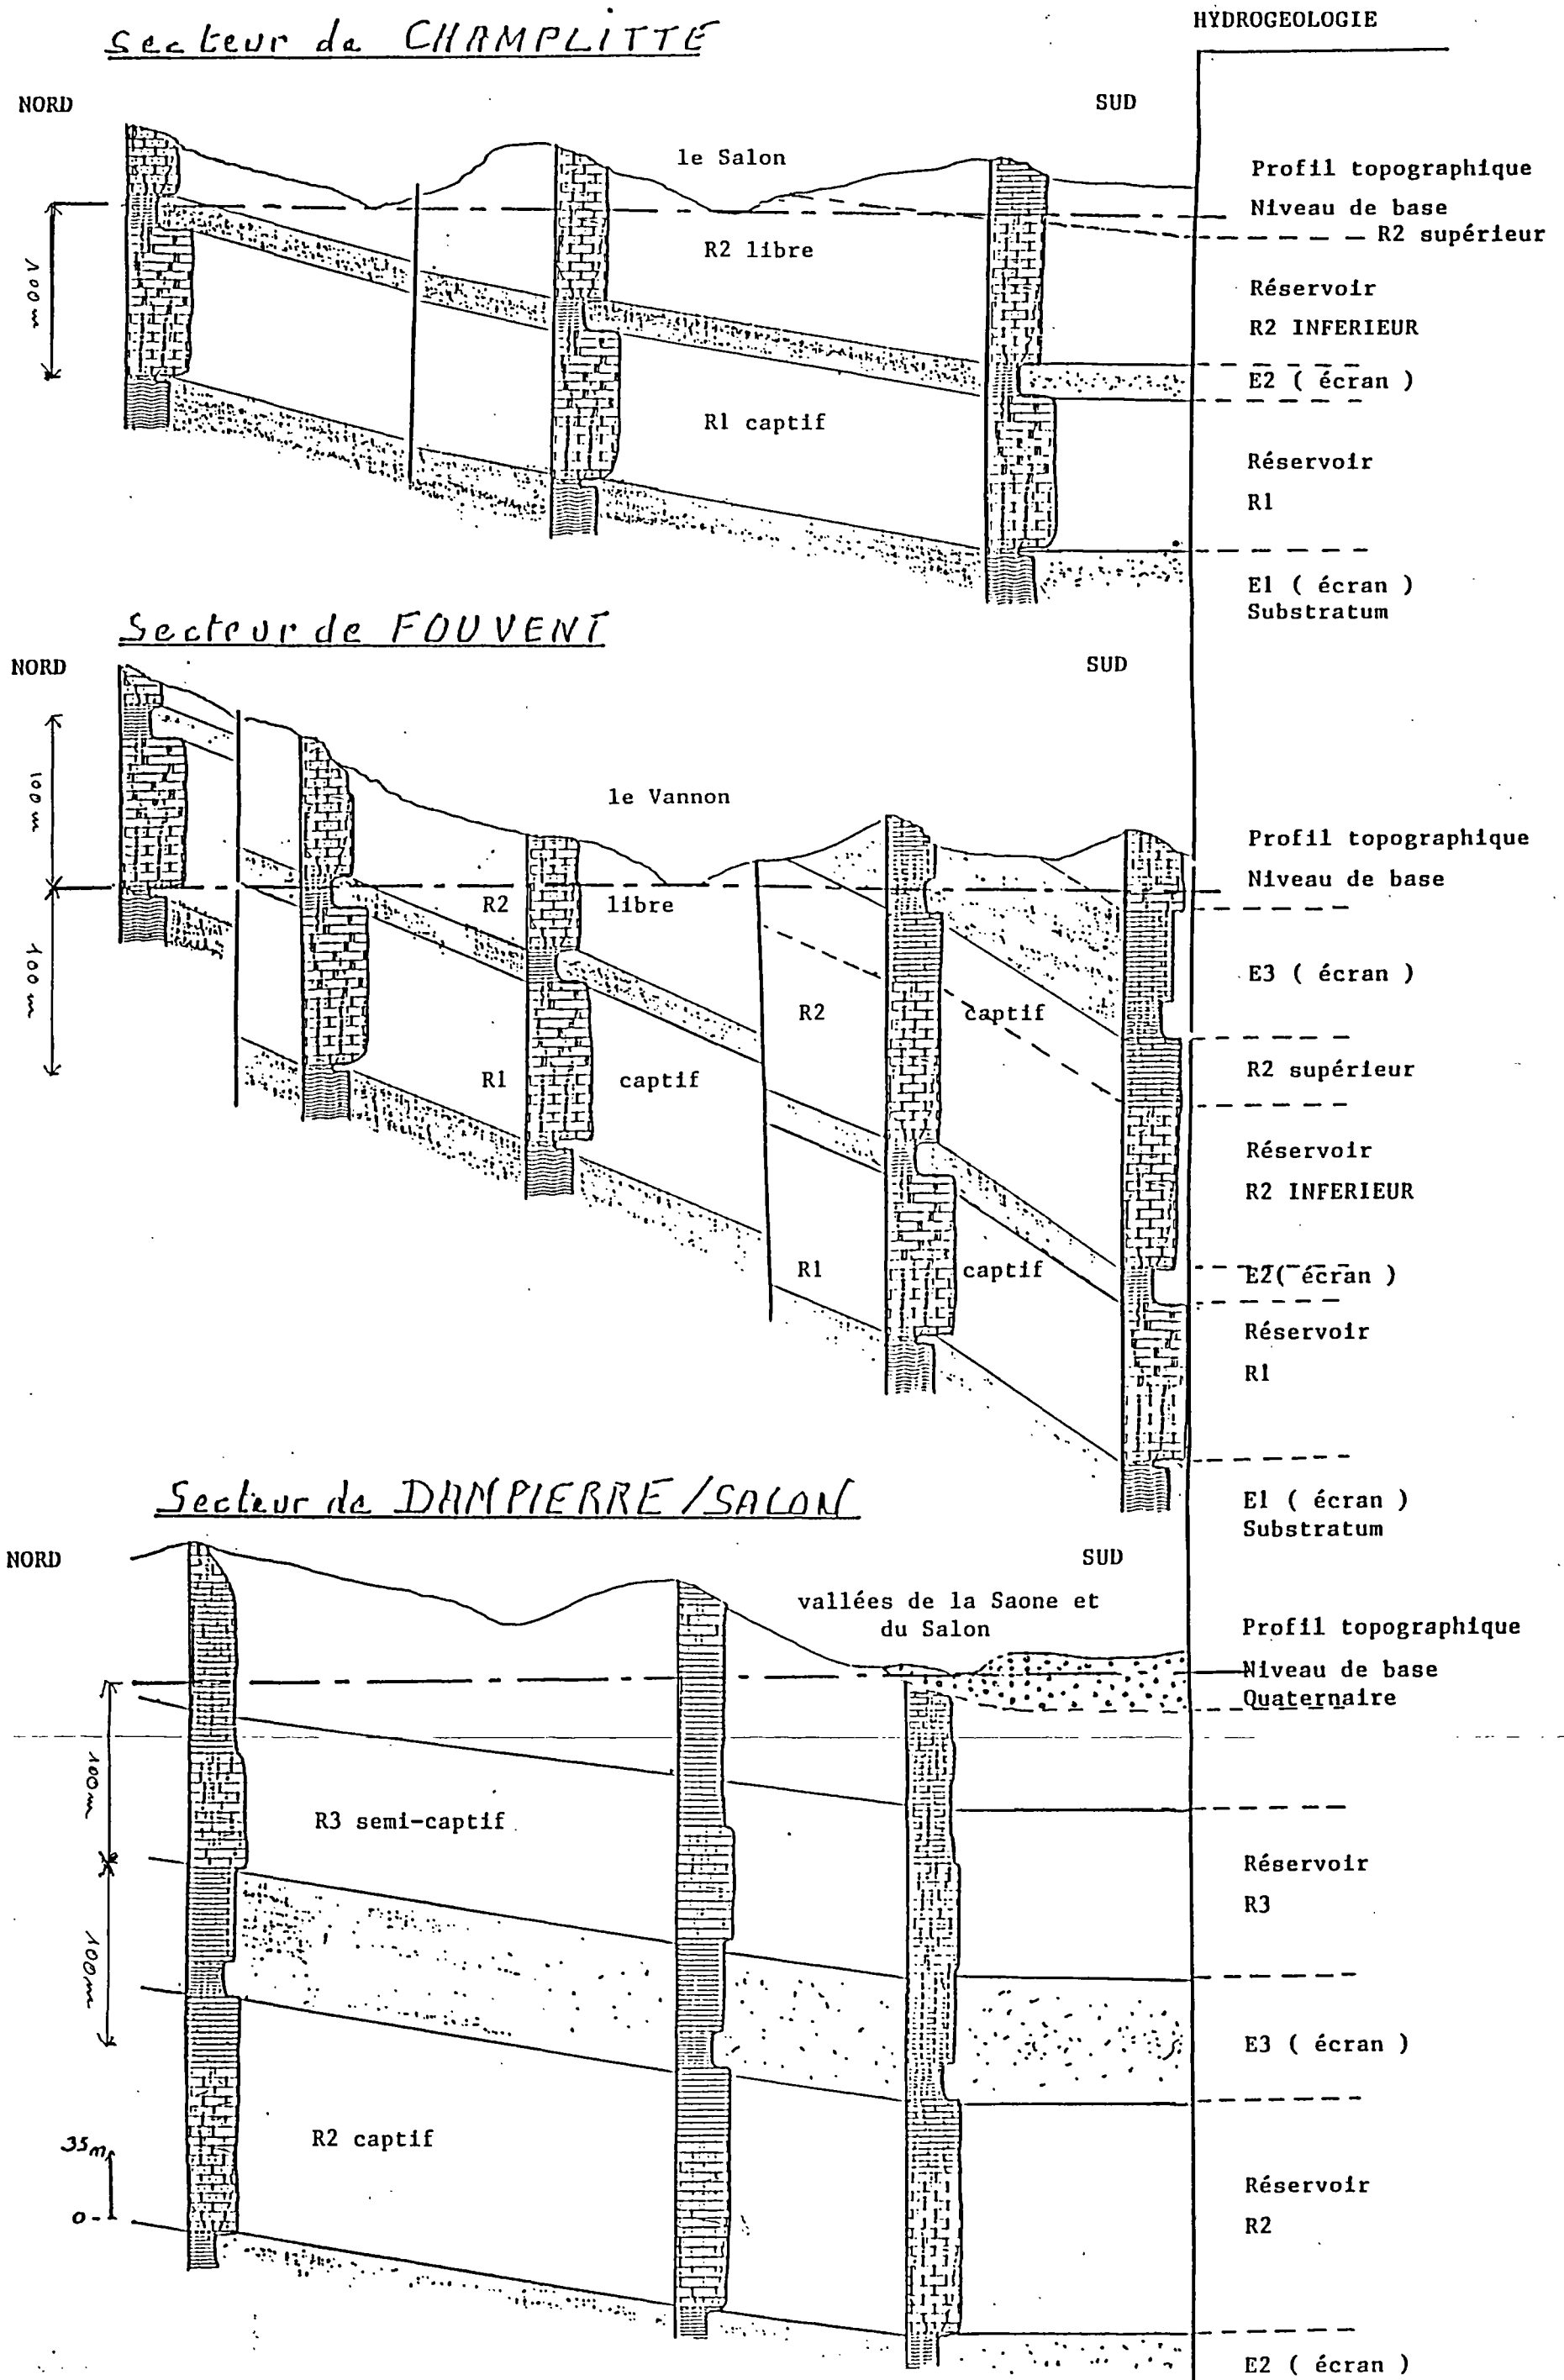 HYDROGEOLOGIE
Secteur de CHAMPLITTE
NORD
SUD
le Salon
Profil topographique
Niveau de base
R2 supérieur
R2 libre
100 m
Réservoir
R2 INFERIEUR
E2 ( écran )
R1 captif
Réservoir
R1
E1 ( écran )
Substratum
Secteur de FOUVENT
NORD
SUD
100 m
le Vannon
Profil topographique
Niveau de base
R2 libre
100 m
E3 ( écran )
R2 captif
R2 supérieur
R1 captif
Réservoir
R2 INFERIEUR
R1 captif
E2( écran )
Réservoir
R1
E1 ( écran )
Substratum
Secteur de DAMPIERRE/SALON
NORD
SUD
vallées de la Saone et
du Salon
Profil topographique
Niveau de base
Quaternaire
100 m
R3 semi-captif
Réservoir
R3
100 m
E3 ( écran )
R2 captif
35m
0
Réservoir
R2
E2 ( écran )